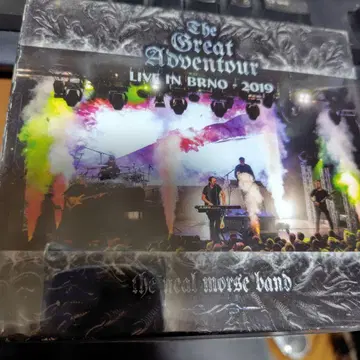 The
Great
Adventour
LIVE IN BRNO - 2019
the neal morse band